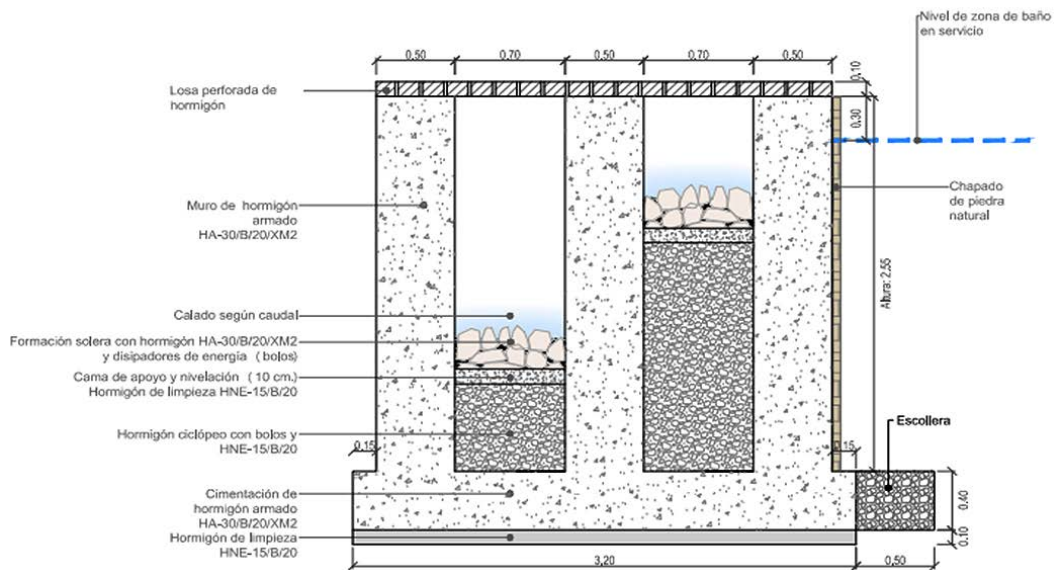 Nivel de zona de baño
en servicio
0,50
0,70
0,50
0,70
0,50
0,10
Losa perforada de
hormigón
0,30
Chapado
de piedra
natural
Muro de hormigón
armado
HA-30/B/20/XM2
Altura: 2,55
Calado según caudal
Formación solera con hormigón HA-30/B/20/XM2
y disipadores de energía ( bolos)
Cama de apoyo y nivelación ( 10 cm.)
Hormigón de limpieza HNE-15/B/20
Escollera
Hormigón ciclópeo con bolos y
HNE-15/B/20
0,15
0,15
Cimentación de
hormigón armado
HA-30/B/20/XM2
0,40
Hormigón de limpieza
HNE-15/B/20
0,10
3,20
0,50